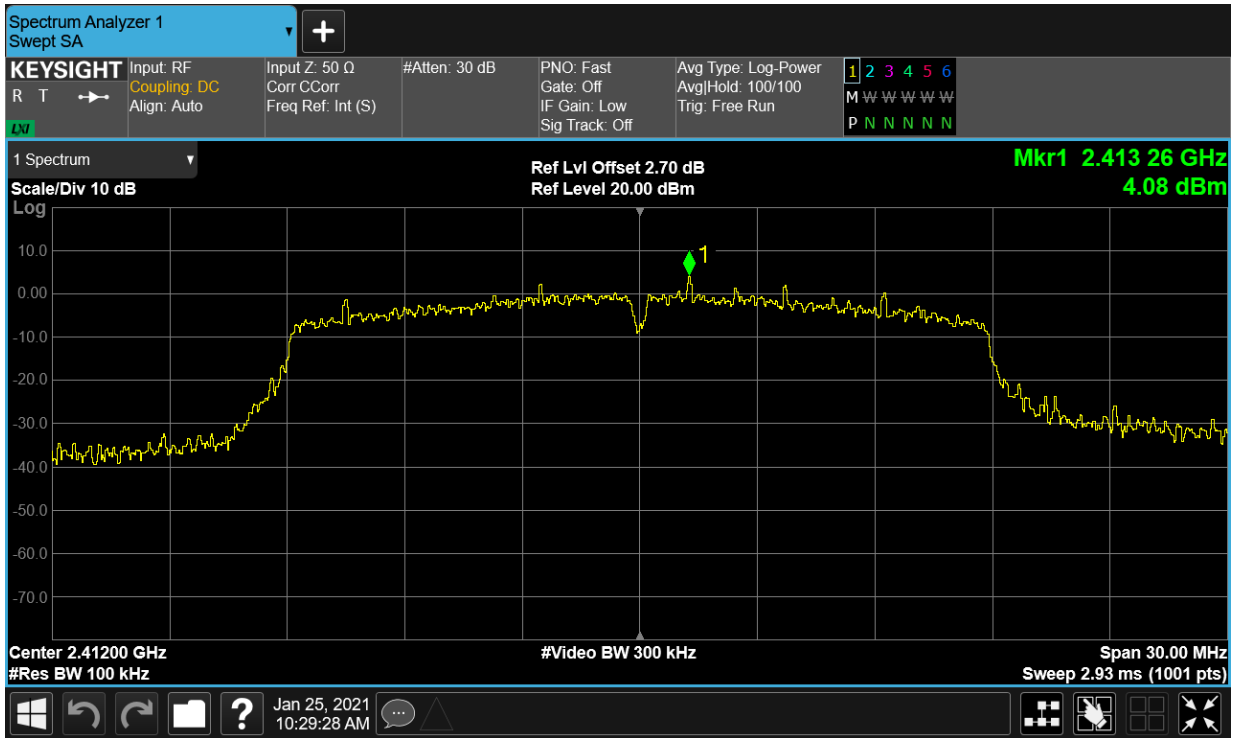 Spectrum Analyzer 1
Swept SA
KEYSIGHT
R T
LXI
Input: RF
Coupling: DC
Align: Auto
Input Z: 50 Ω
Corr CCorr
Freq Ref: Int (S)
#Atten: 30 dB
PNO: Fast
Gate: Off
IF Gain: Low
Sig Track: Off
Avg Type: Log-Power
Avg|Hold: 100/100
Trig: Free Run
1 2 3 4 5 6
M W W W W W
P N N N N N
1 Spectrum
Scale/Div 10 dB
Log
Ref Lvl Offset 2.70 dB
Ref Level 20.00 dBm
Mkr1 2.413 26 GHz
4.08 dBm
1
10.0
0.00
-10.0
-20.0
-30.0
-40.0
-50.0
-60.0
-70.0
Center 2.41200 GHz
#Res BW 100 kHz
#Video BW 300 kHz
Span 30.00 MHz
Sweep 2.93 ms (1001 pts)
?
Jan 25, 2021
10:29:28 AM